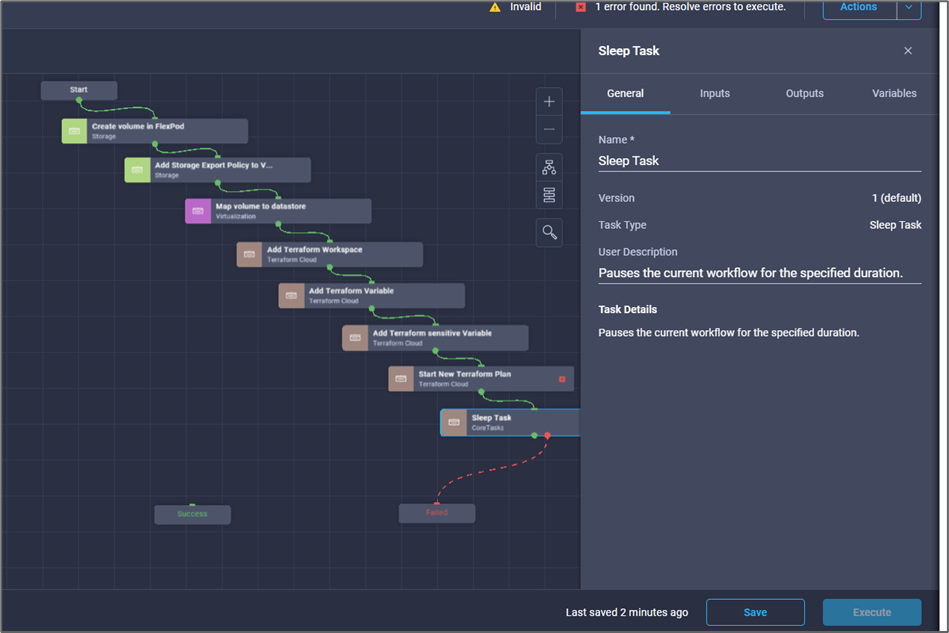 Invalid
1 error found. Resolve errors to execute.
Actions
Sleep Task
General
Inputs
Outputs
Variables
Start
Create volume in FlexPod
Storage
Add Storage Export Policy to V...
Storage
Map volume to datastore
Virtualization
Add Terraform Workspace
Terraform Cloud
Add Terraform Variable
Terraform Cloud
Add Terraform sensitive Variable
Terraform Cloud
Start New Terraform Plan
Terraform Cloud
Sleep Task
CoreTasks
Success
Failed
Name *
Sleep Task
Version
1 (default)
Task Type
Sleep Task
User Description
Pauses the current workflow for the specified duration.
Task Details
Pauses the current workflow for the specified duration.
Last saved 2 minutes ago
Save
Execute